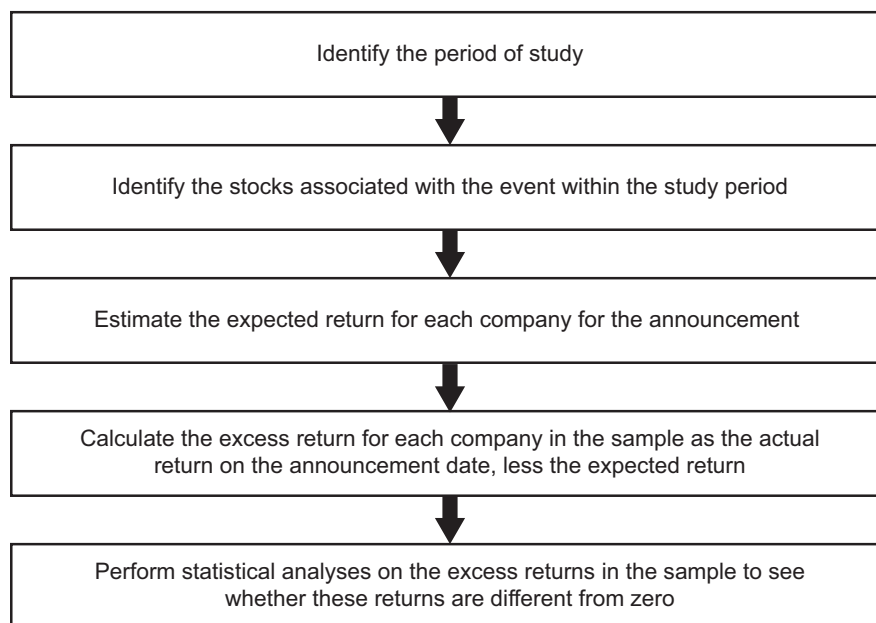 Identify the period of study
Identify the stocks associated with the event within the study period
Estimate the expected return for each company for the announcement
Calculate the excess return for each company in the sample as the actual
return on the announcement date, less the expected return
Perform statistical analyses on the excess returns in the sample to see
whether these returns are different from zero